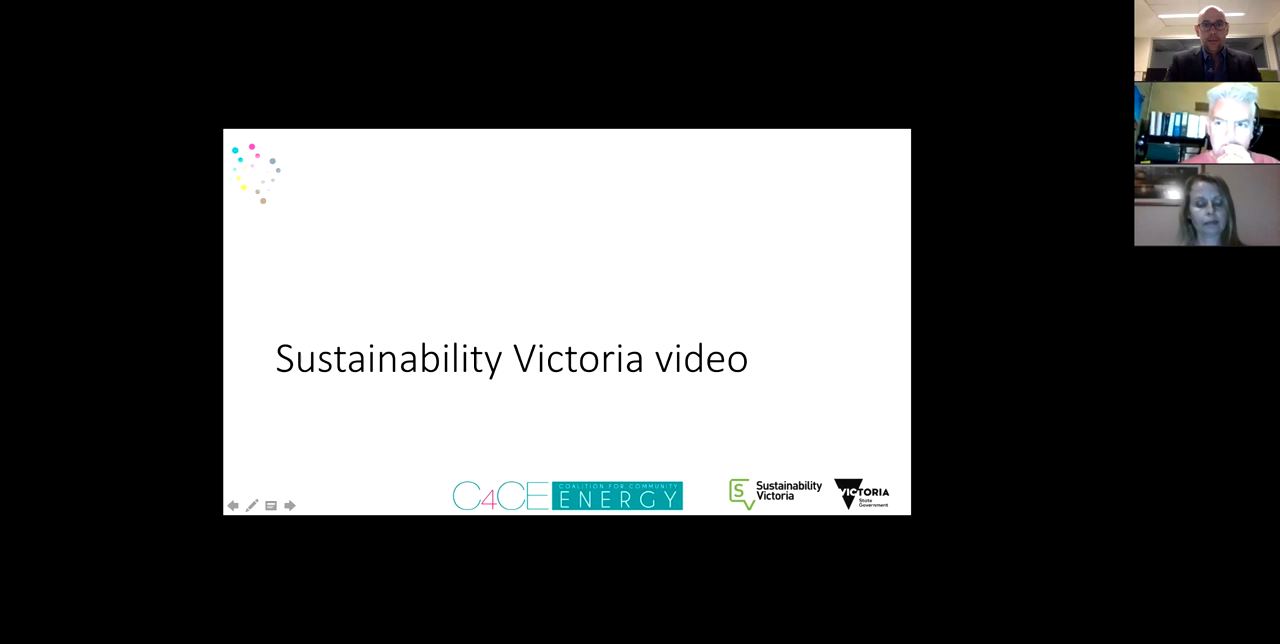 Sustainability Victoria video
C4CE COALITION FOR COMMUNITY
ENERGY
S Sustainability
Victoria
VICTORIA
State
Government